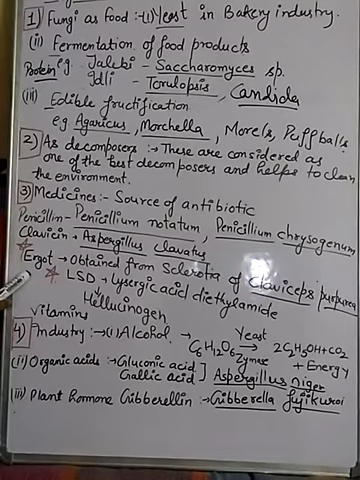 1) Fungi as food :- (i) Yeast in Bakery industry.
(ii) Fermentation of food products
Protein e.g. Jalebi - Saccharomyces sp.
Idli - Torulopsis, Candida
(iii) Edible fructification
e.g Agaricus, Morchella, Morels, Puffballs
2) As decomposers :→ These are considered as
one of the best decomposers and helps to clean
the environment.
3) Medicines:- Source of antibiotic
Penicillin - Penicillium notatum, Penicillium chrysogenum
Clavicin → Aspergillus clavatus
Ergot → Obtained from Sclerotia of Claviceps purpurea
LSD → Lysergic acid diethylamide
Hallucinogen
Vitamins
4) Industry :→ (i) Alcohol → C6H12O6 Yeast → Zymase 2C2H5OH + CO2 + Energy
(ii) Organic acids :→ Gluconic acid
Gallic acid ] Aspergillus niger
(iii) Plant Hormone Gibberellin :→ Gibberella fujikuroi